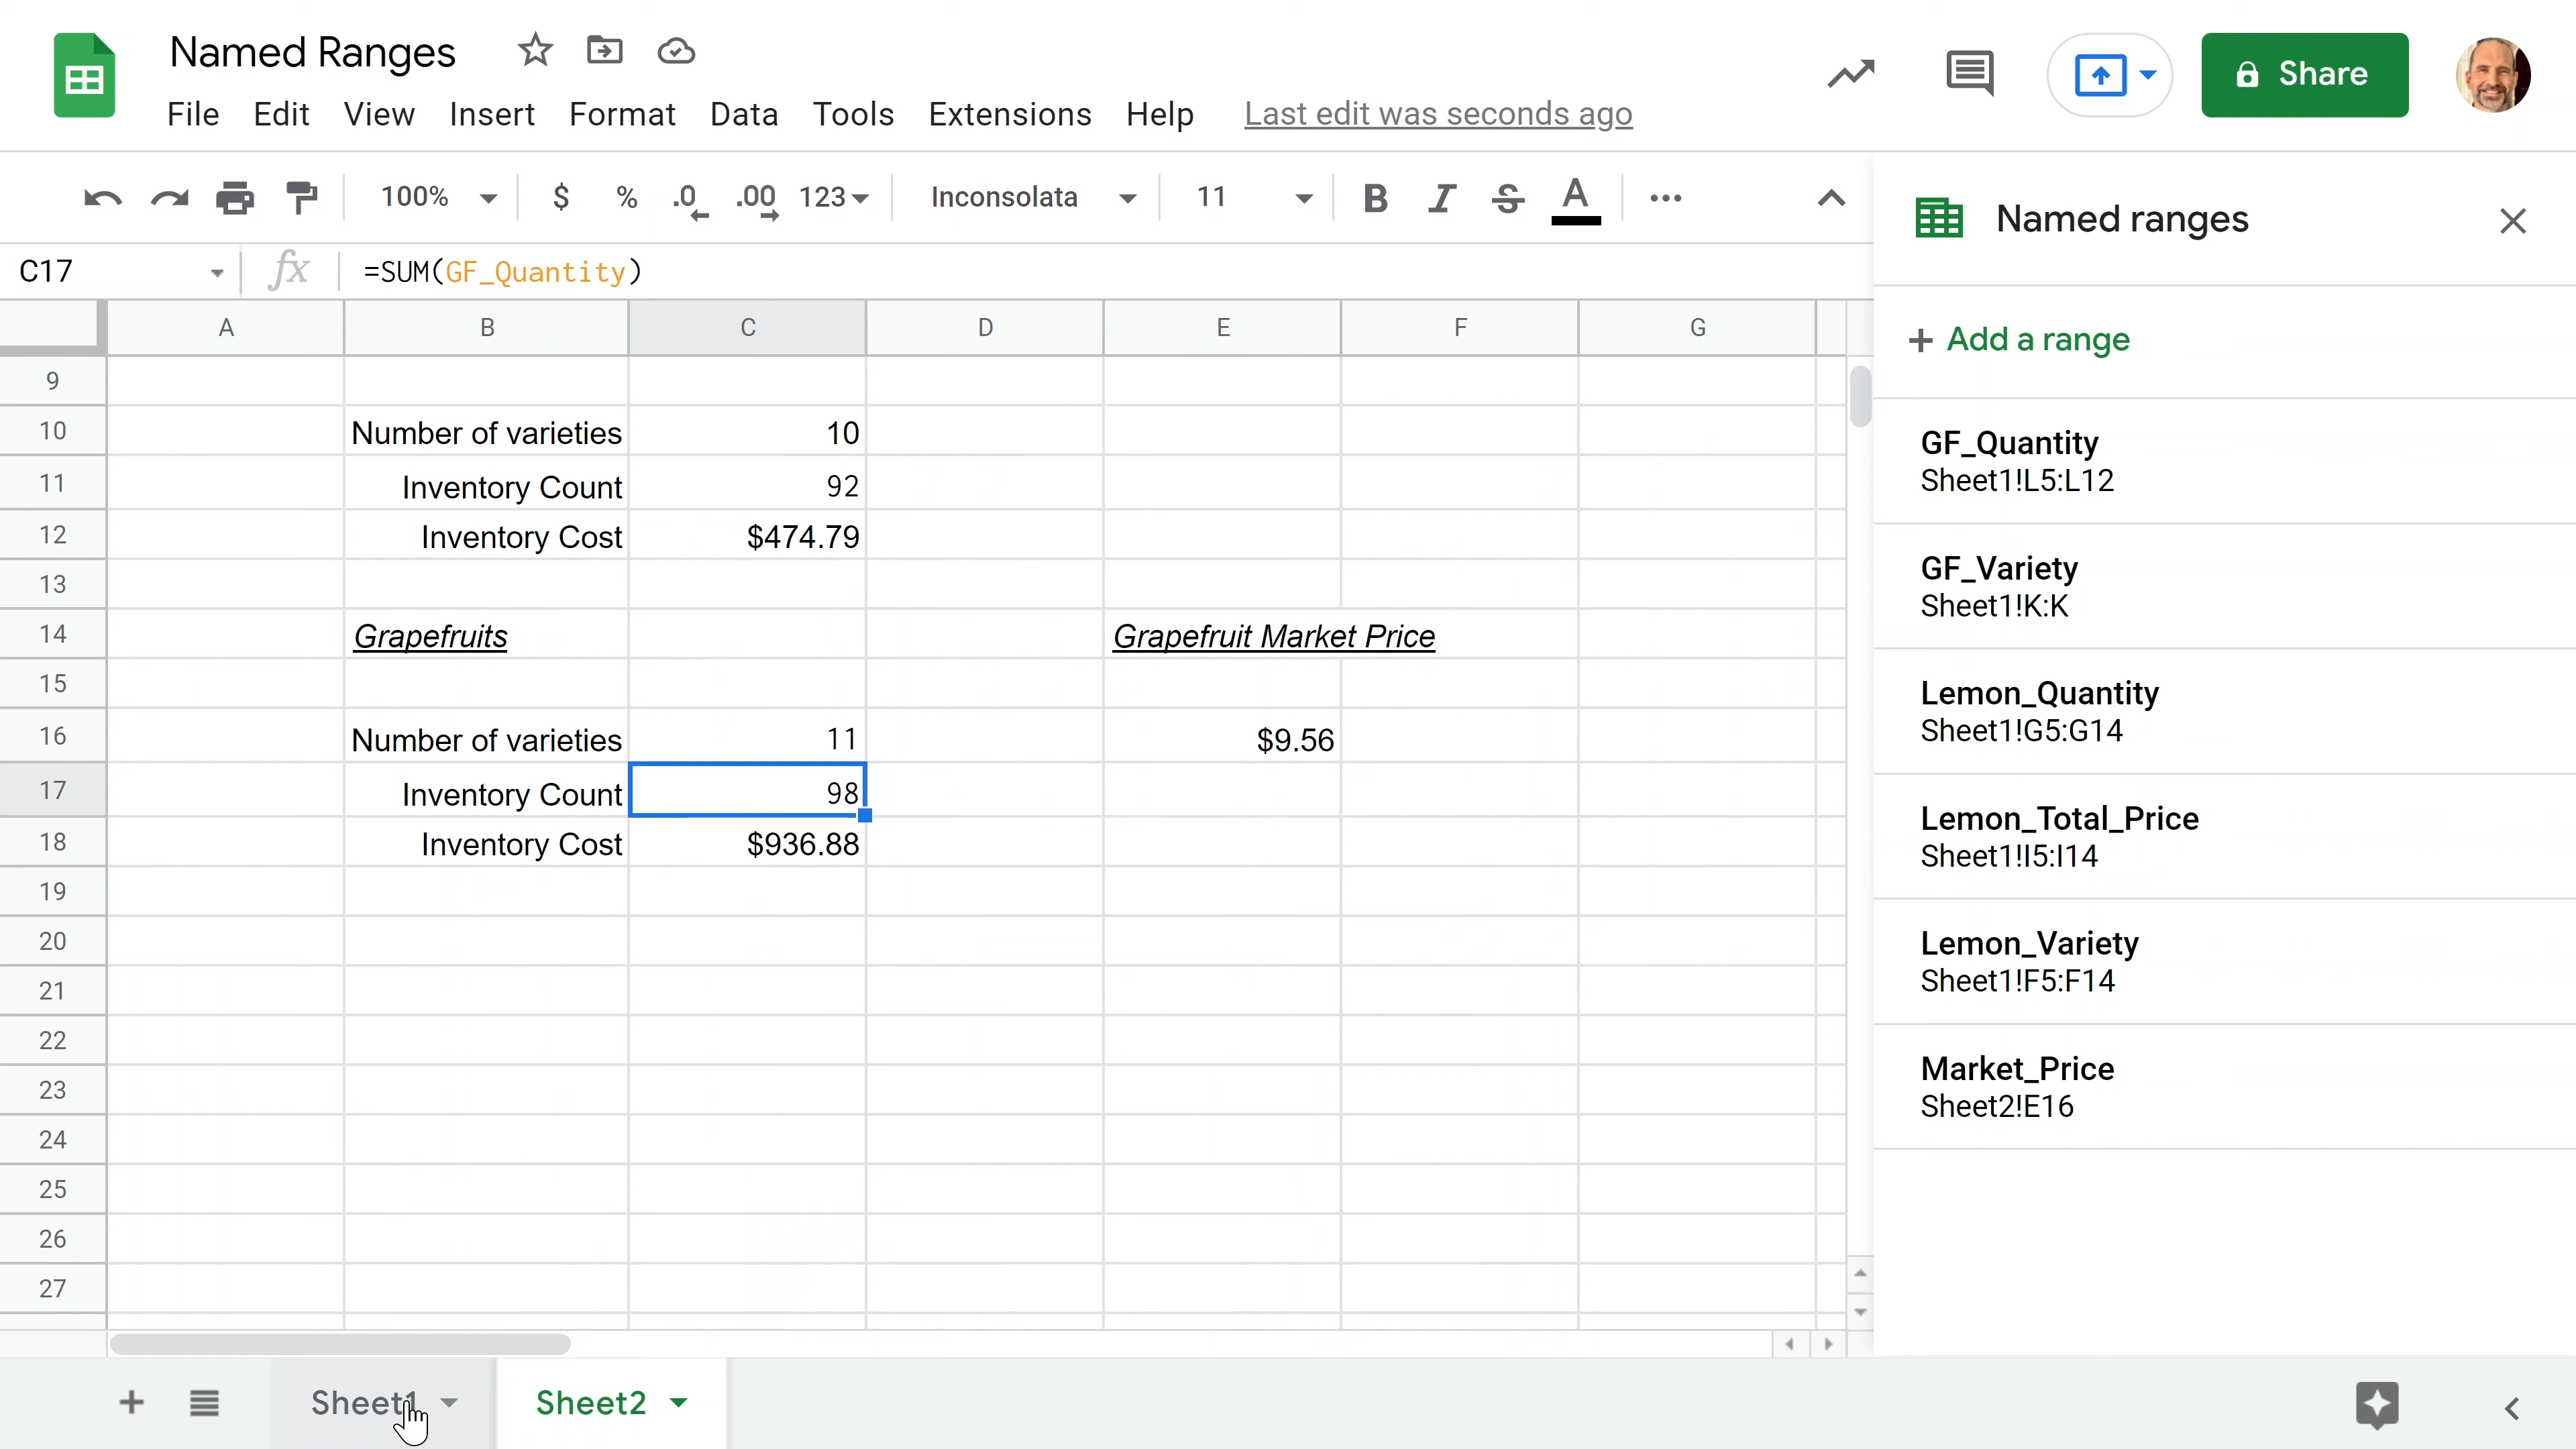 Named Ranges
File Edit View Insert Format Data Tools Extensions Help Last edit was seconds ago
Share
100% $ % .0 .00 123 Inconsolata 11 B I S A
C17 fx =SUM(GF_Quantity)
A B C D E F G
9
10 Number of varieties 10
11 Inventory Count 92
12 Inventory Cost $474.79
13
14 Grapefruits Grapefruit Market Price
15
16 Number of varieties 11 $9.56
17 Inventory Count 98
18 Inventory Cost $936.88
19
20
21
22
23
24
25
26
27
Sheet1 Sheet2
Named ranges
+ Add a range
GF_Quantity
Sheet1!L5:L12
GF_Variety
Sheet1!K:K
Lemon_Quantity
Sheet1!G5:G14
Lemon_Total_Price
Sheet1!I5:I14
Lemon_Variety
Sheet1!F5:F14
Market_Price
Sheet2!E16